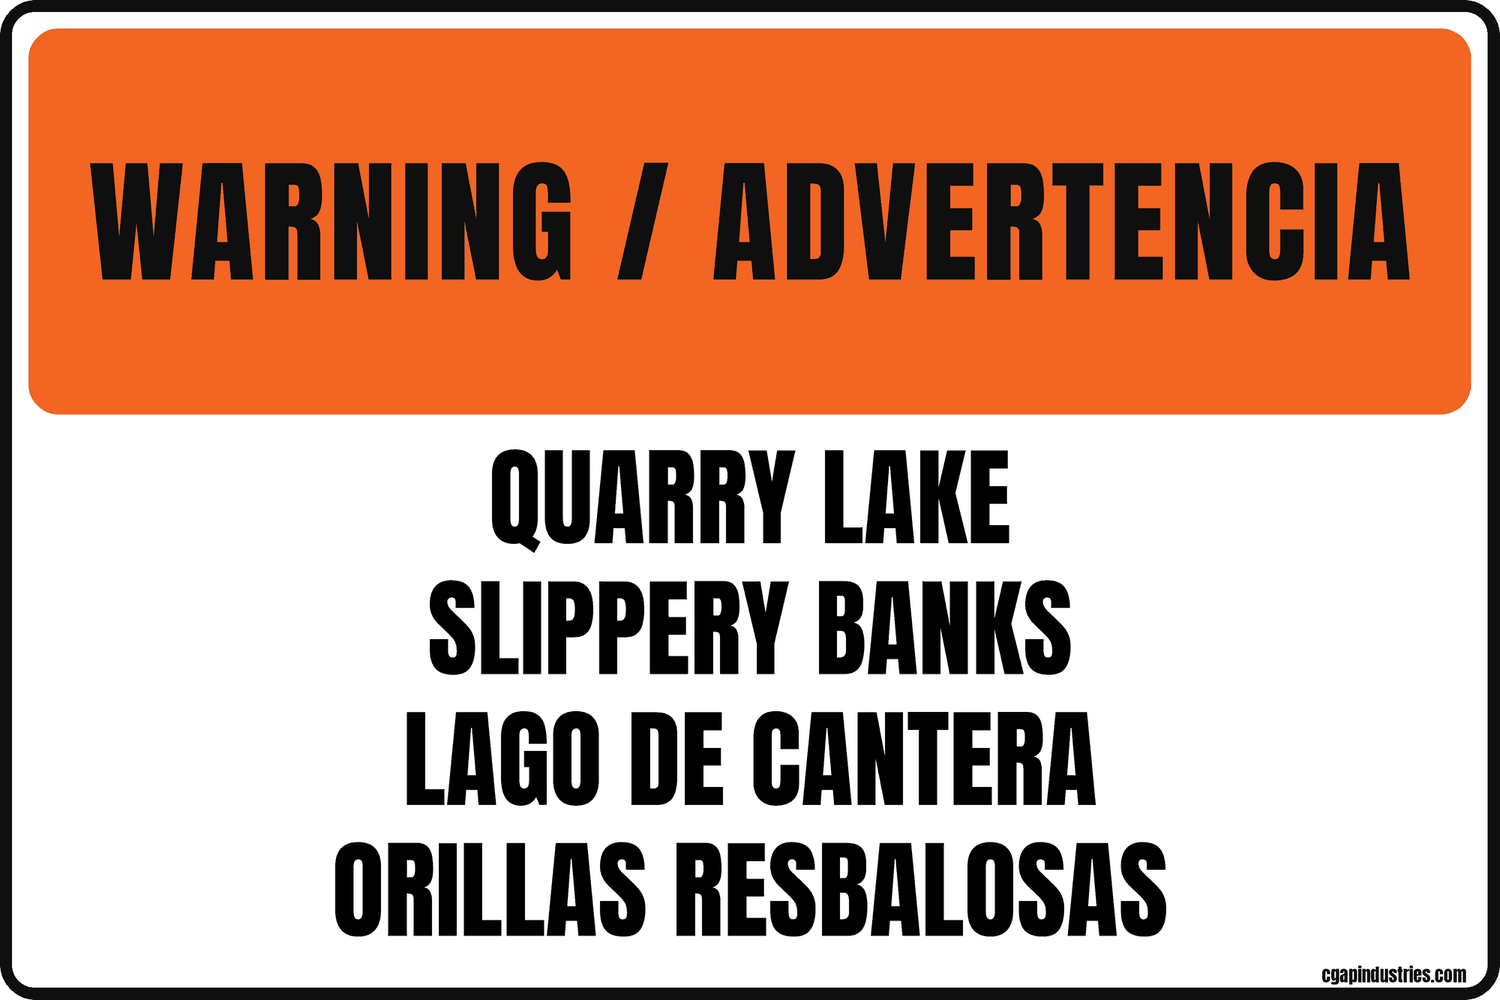 WARNING / ADVERTENCIA
QUARRY LAKE
SLIPPERY BANKS
LAGO DE CANTERA
ORILLAS RESBALOSAS
cgapindustries.com